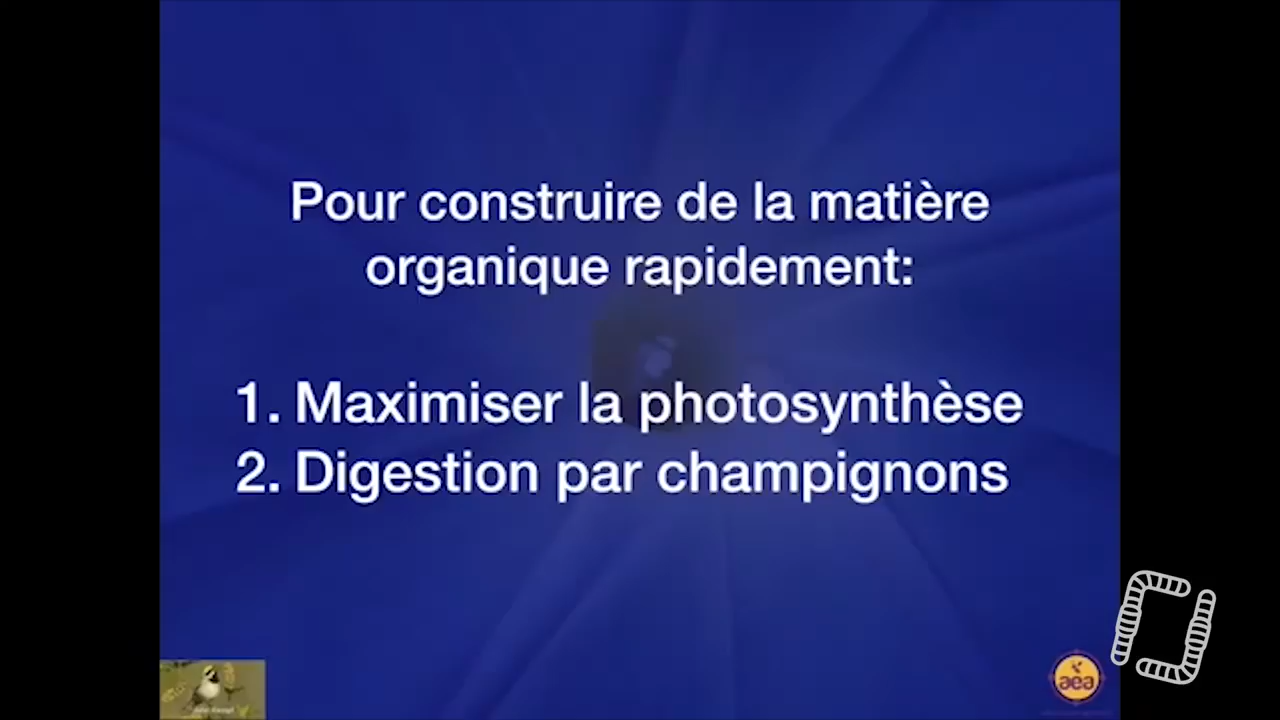 Pour construire de la matière
organique rapidement:
1. Maximiser la photosynthèse
2. Digestion par champignons
aea